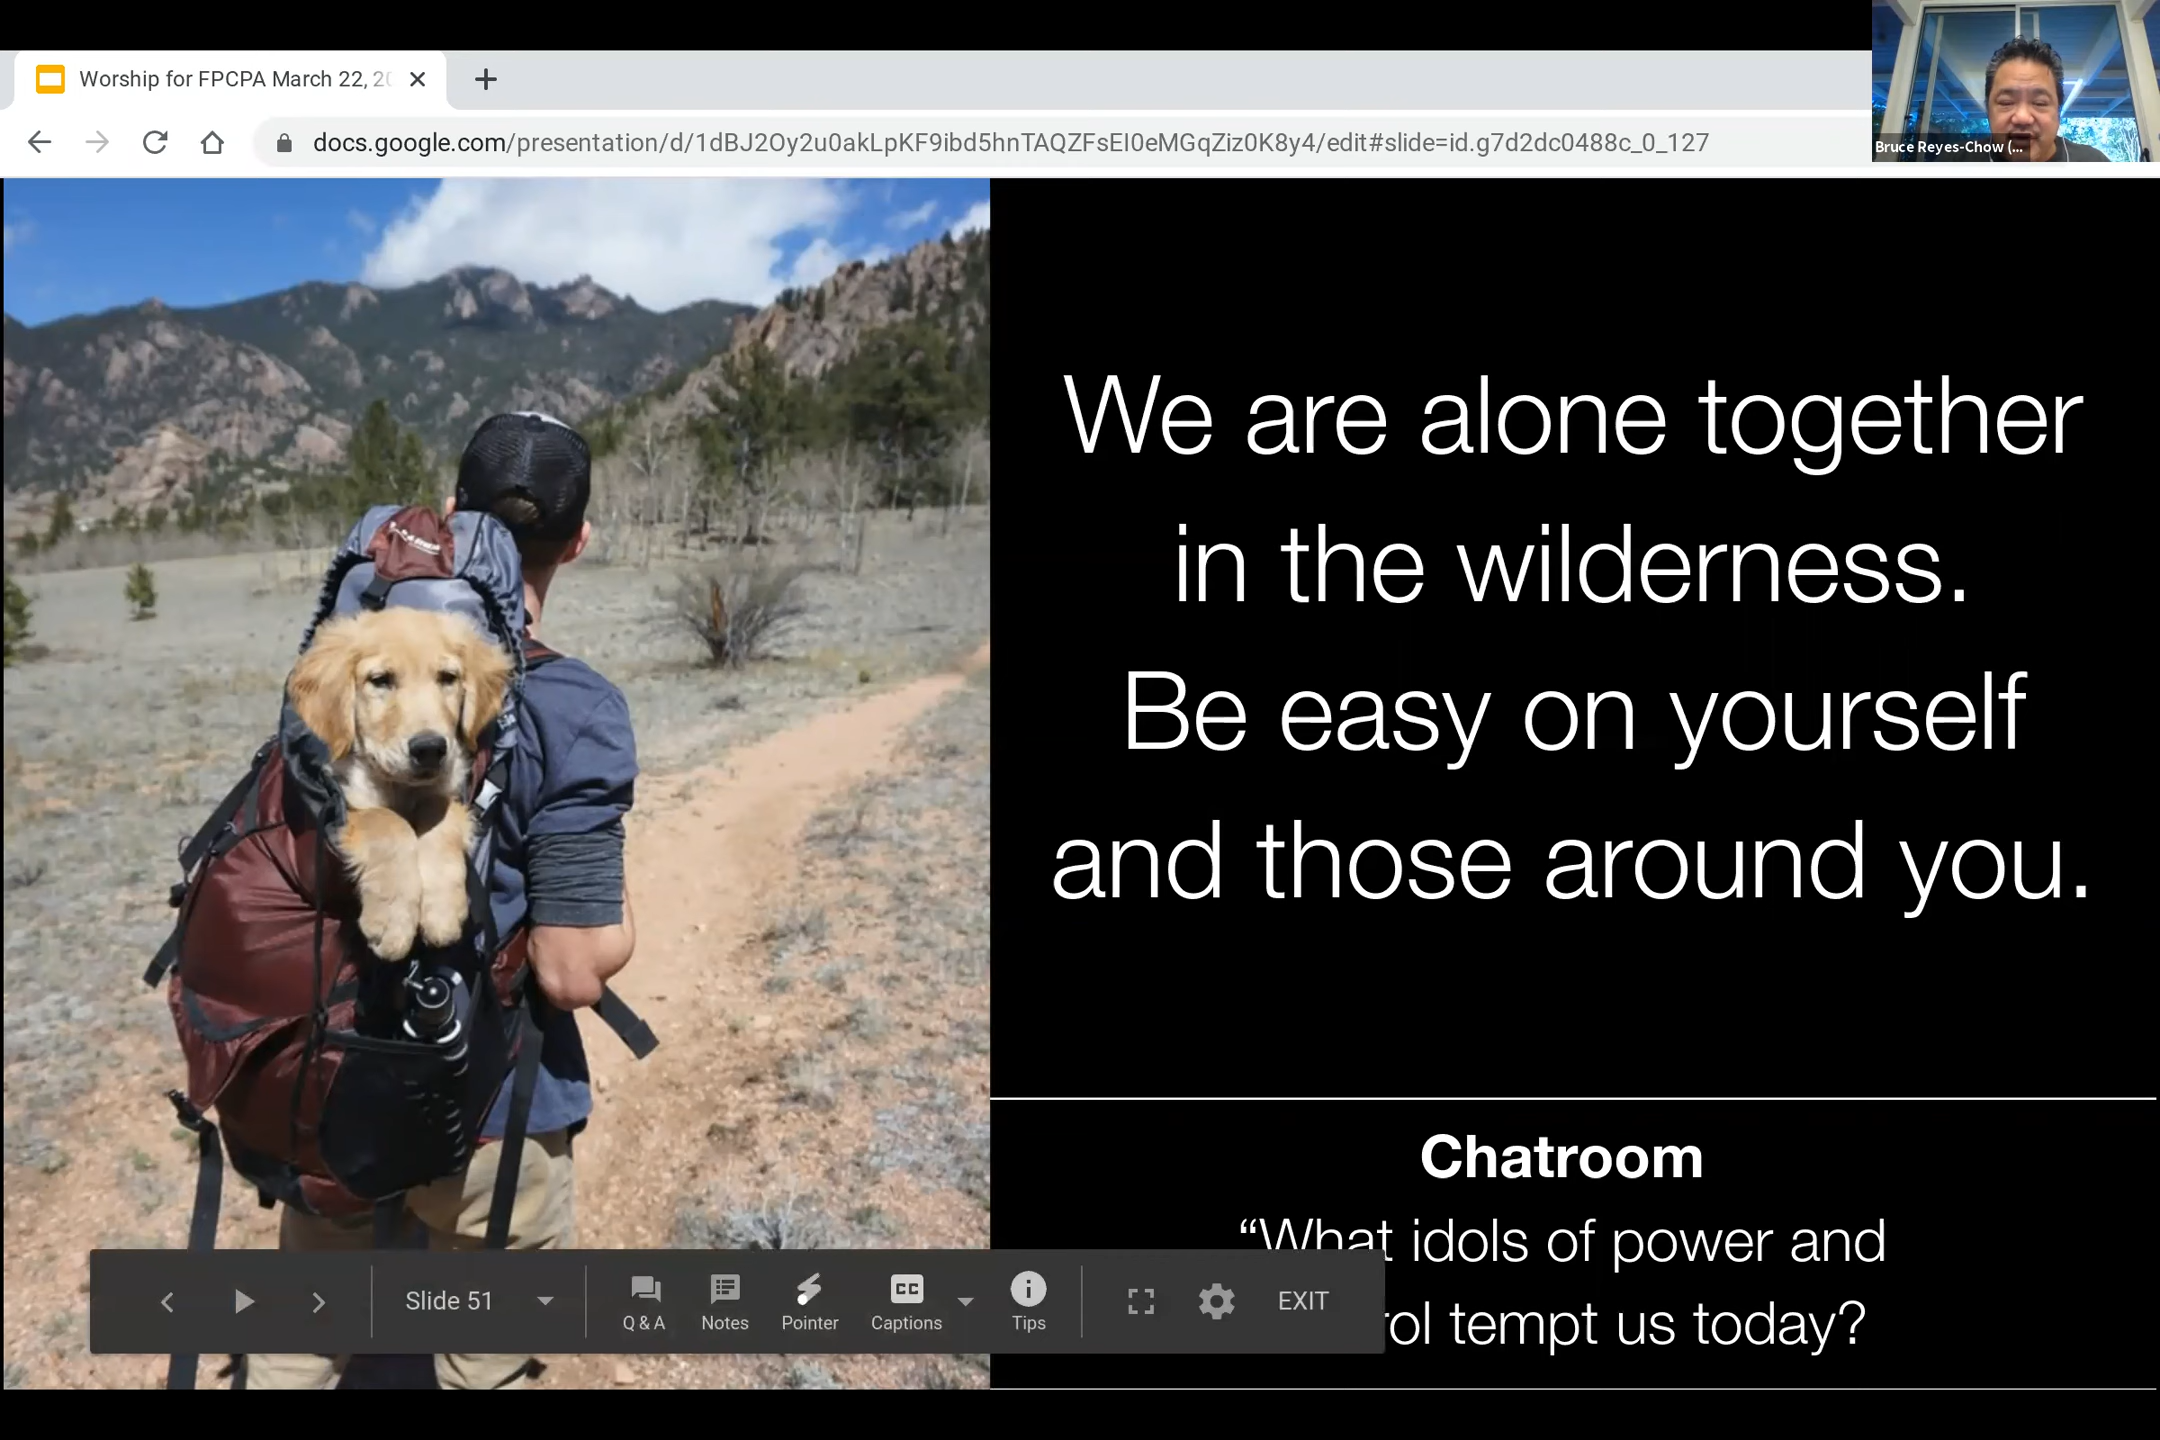 Worship for FPCPA March 22, 20
docs.google.com/presentation/d/1dBJ2Oy2u0akLpKF9ibd5hnTAQZFsEI0eMGqZiz0K8y4/edit#slide=id.g7d2dc0488c_0_127
Bruce Reyes-Chow (...
We are alone together
in the wilderness.
Be easy on yourself
and those around you.
Chatroom
“What idols of power and
rol tempt us today?
Slide 51
Q & A
Notes
Pointer
CC
Captions
Tips
EXIT